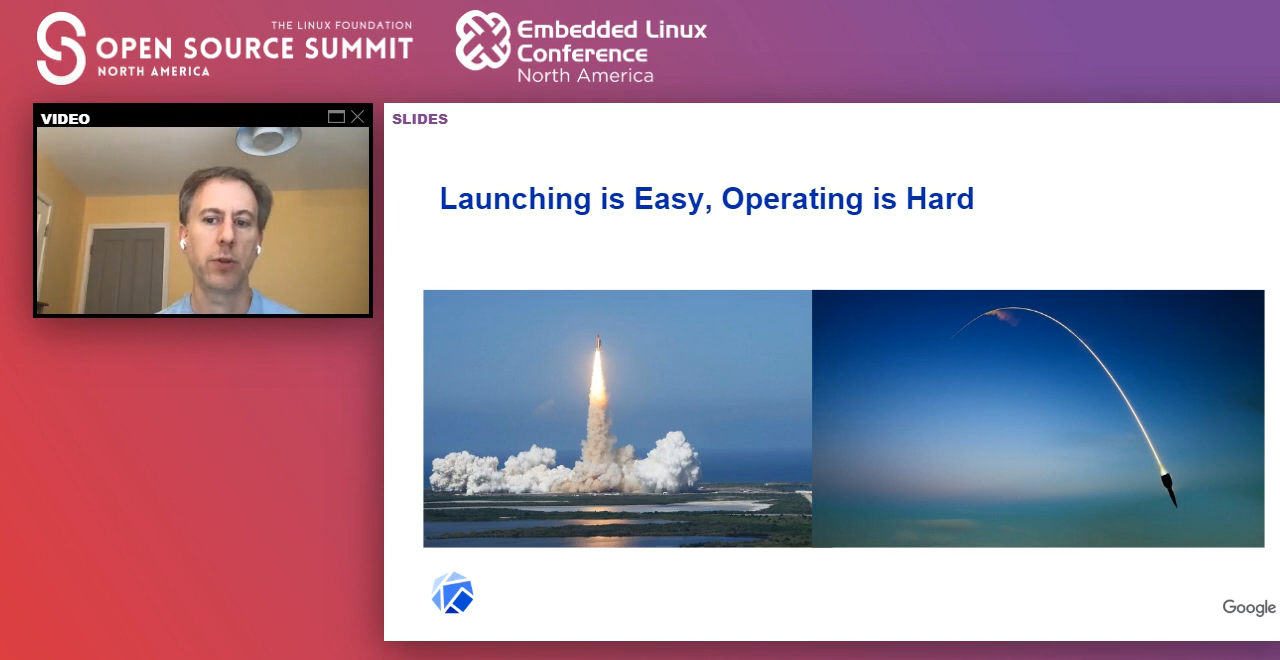 THE LINUX FOUNDATION
OPEN SOURCE SUMMIT
NORTH AMERICA
Embedded Linux
Conference
North America
VIDEO
SLIDES
Launching is Easy, Operating is Hard
Google